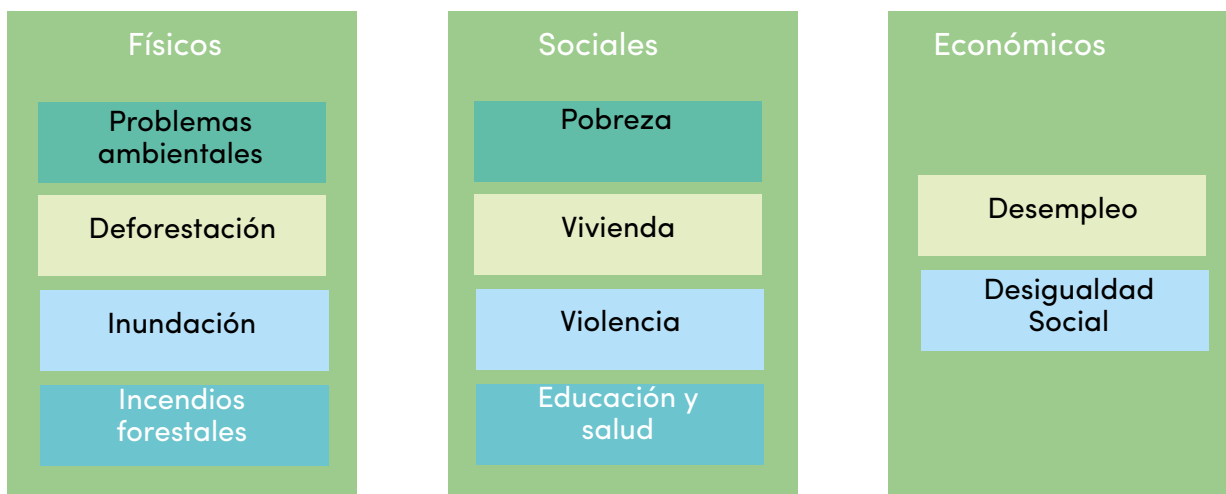 Físicos
Problemas
ambientales
Deforestación
Inundación
Incendios
forestales
Sociales
Pobreza
Vivienda
Violencia
Educación y
salud
Económicos
Desempleo
Desigualdad
Social